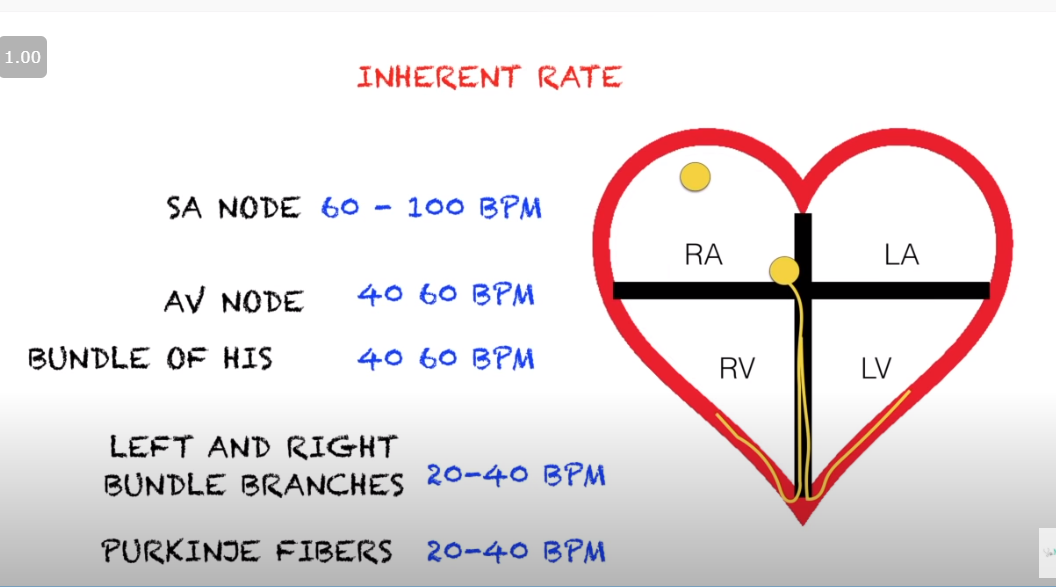 1.00
INHERENT RATE
SA NODE 60 - 100 BPM
RA
LA
AV NODE 40 60 BPM
BUNDLE OF HIS 40 60 BPM
RV
LV
LEFT AND RIGHT
BUNDLE BRANCHES 20-40 BPM
PURKINJE FIBERS 20-40 BPM